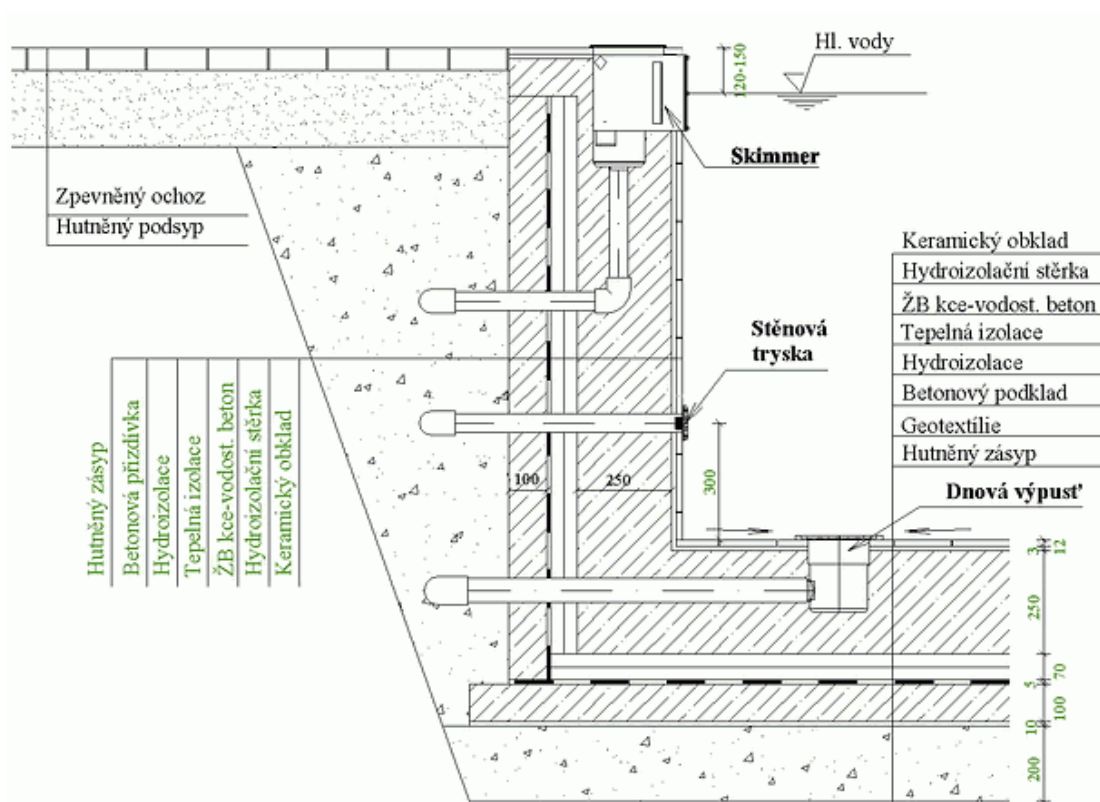 Hl. vody
120-150
Skimmer
Zpevněný ochoz
Hutněný podsyp
Keramický obklad
Hydroizolační stěrka
ŽB kce-vodost. beton
Tepelná izolace
Hydroizolace
Betonový podklad
Geotextílie
Hutněný zásyp
Stěnová
tryska
Hutněný zásyp
Betonová přizdívka
Hydroizolace
Tepelná izolace
ŽB kce-vodost. beton
Hydroizolační stěrka
Keramický obklad
100
250
300
Dnová výpusť
3
12
250
70
5
100
10
200